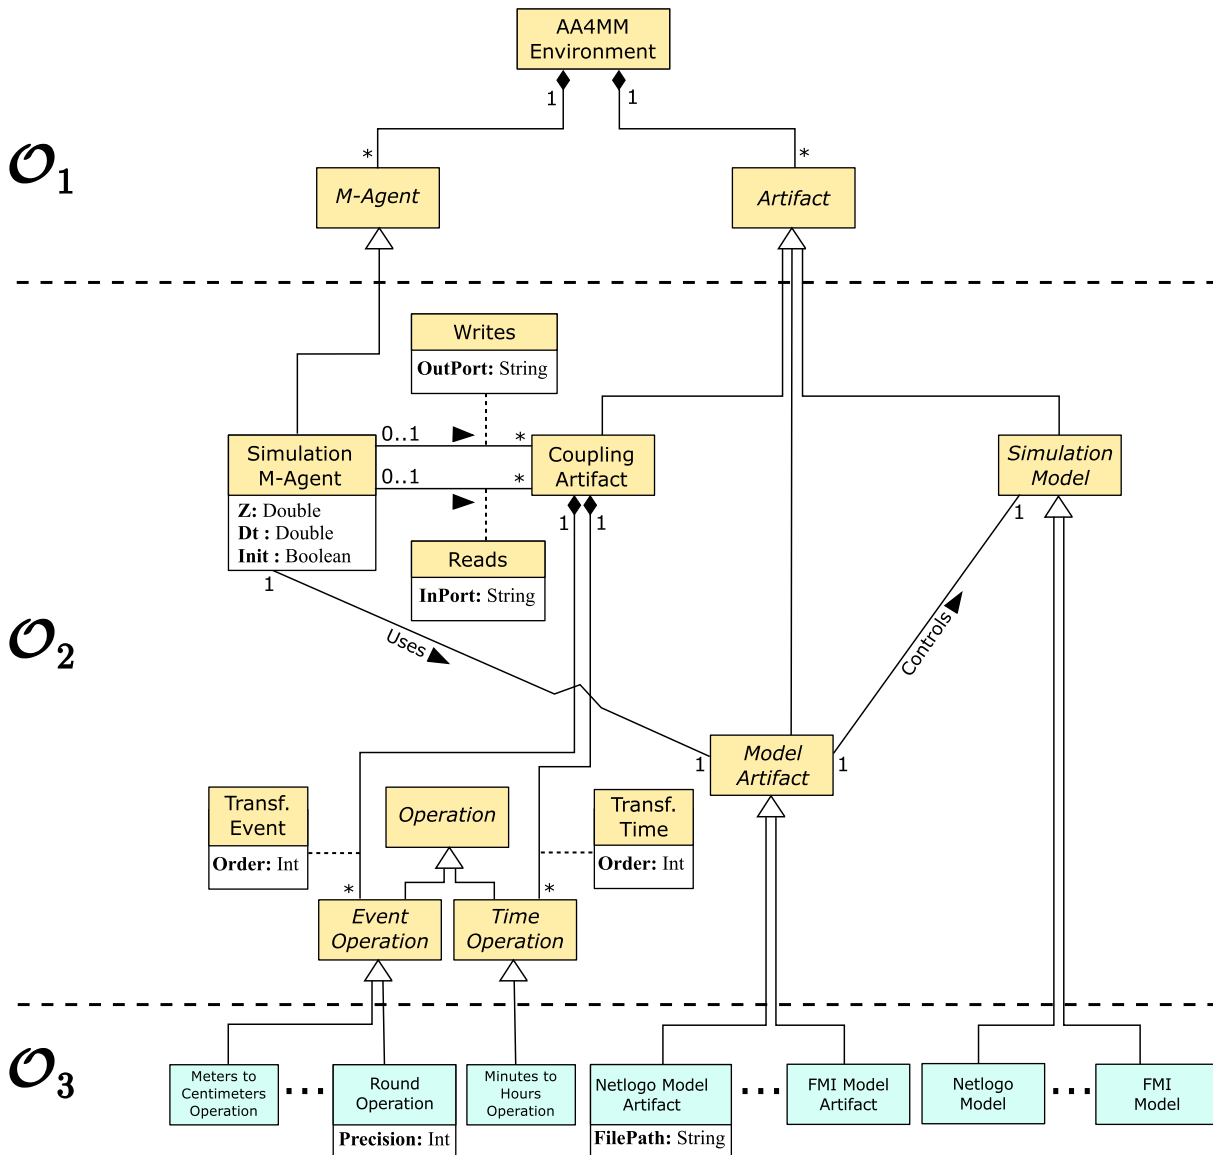 AA4MM
Environment
1
1
*
*
O1
M-Agent
Artifact
Writes
OutPort: String
0..1
*
Simulation
M-Agent
Coupling
Artifact
Simulation
Model
0..1
*
Z: Double
Dt : Double
Init : Boolean
1
1
1
Reads
InPort: String
1
O2
Uses
Controls
Model
Artifact
1
1
Transf.
Event
Order: Int
Operation
Transf.
Time
Order: Int
*
*
Event
Operation
Time
Operation
O3
Meters to
Centimeters
Operation
...
Round
Operation
Precision: Int
Minutes to
Hours
Operation
Netlogo Model
Artifact
FilePath: String
...
FMI Model
Artifact
Netlogo
Model
...
FMI
Model